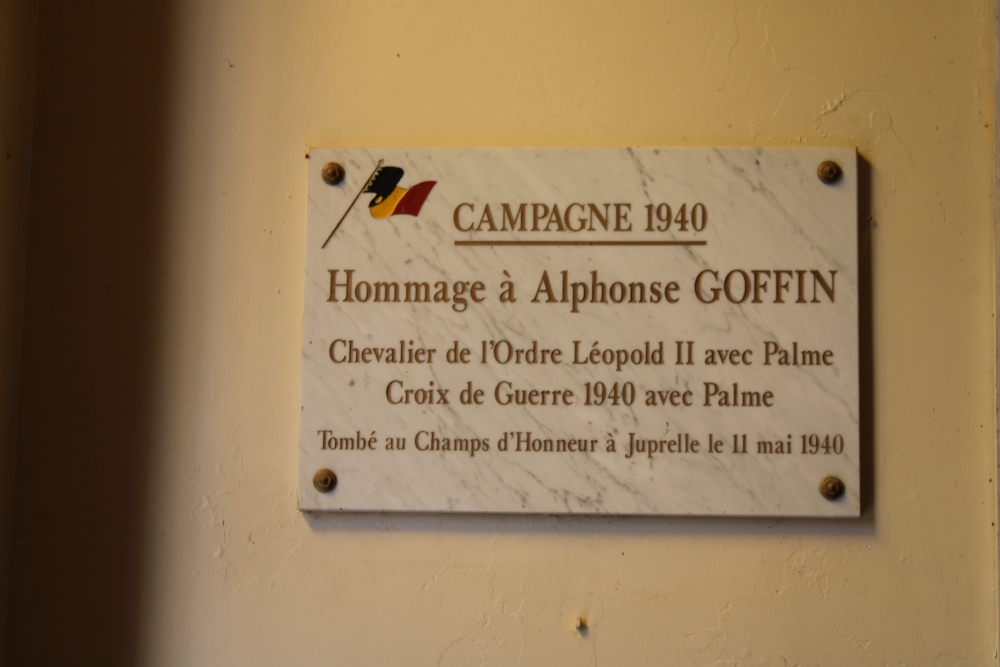 CAMPAGNE 1940
Hommage à Alphonse GOFFIN
Chevalier de l'Ordre Léopold II avec Palme
Croix de Guerre 1940 avec Palme
Tombé au Champs d'Honneur à Juprelle le 11 mai 1940